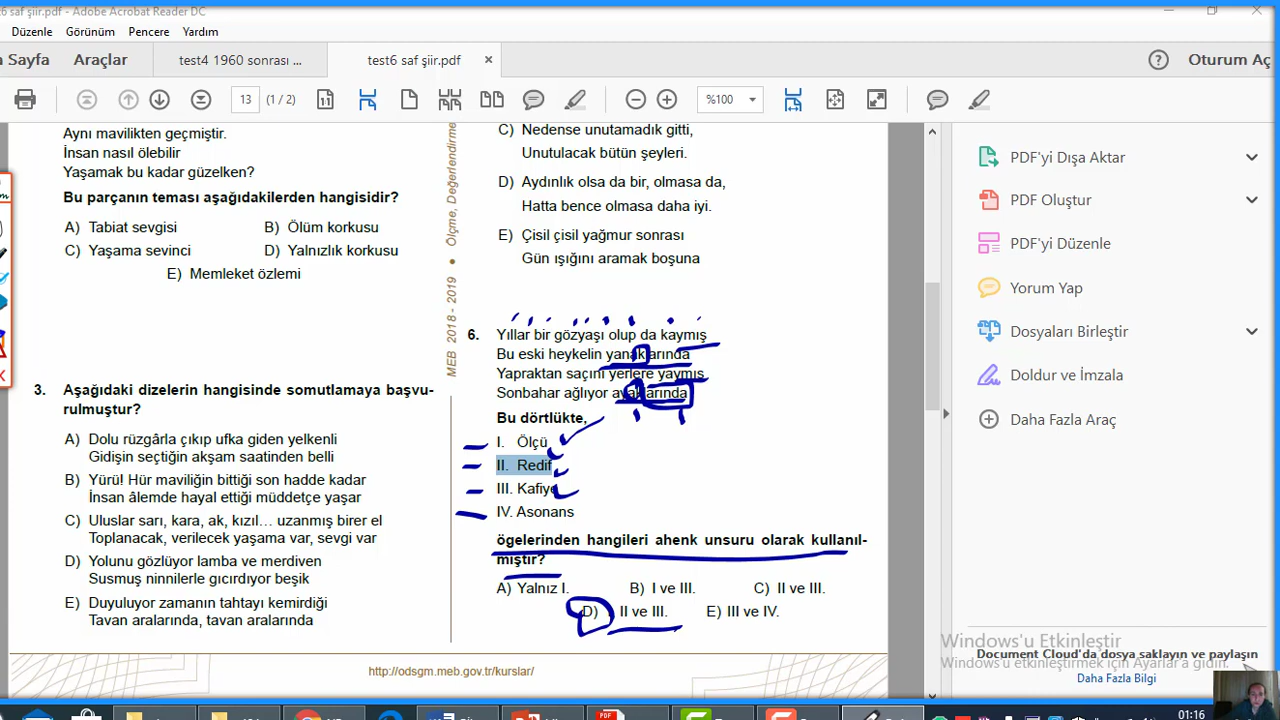 t6 saf şiir.pdf - Adobe Acrobat Reader DC
Düzenle Görünüm Pencere Yardım
Sayfa Araçlar test4 1960 sonrası ... test6 saf şiir.pdf Oturum Aç
13 (1 / 2) %100
Aynı mavilikten geçmiştir.
İnsan nasıl ölebilir
Yaşamak bu kadar güzelken?
Bu parçanın teması aşağıdakilerden hangisidir?
A) Tabiat sevgisi B) Ölüm korkusu
C) Yaşama sevinci D) Yalnızlık korkusu
E) Memleket özlemi
3. Aşağıdaki dizelerin hangisinde somutlamaya başvu-
rulmuştur?
A) Dolu rüzgârla çıkıp ufka giden yelkenli
Gidişin seçtiğin akşam saatinden belli
B) Yürü! Hür maviliğin bittiği son hadde kadar
İnsan âlemde hayal ettiği müddetçe yaşar
C) Uluslar sarı, kara, ak, kızıl... uzanmış birer el
Toplanacak, verilecek yaşama var, sevgi var
D) Yolunu gözlüyor lamba ve merdiven
Susmuş ninnilerle gıcırdıyor beşik
E) Duyuluyor zamanın tahtayı kemirdiği
Tavan aralarında, tavan aralarında
MEB 2018 - 2019 • Ölçme, Değerlendirme
C) Nedense unutamadık gitti,
Unutulacak bütün şeyleri.
D) Aydınlık olsa da bir, olmasa da,
Hatta bence olmasa daha iyi.
E) Çisil çisil yağmur sonrası
Gün ışığını aramak boşuna
6. Yıllar bir gözyaşı olup da kaymış
Bu eski heykelin yanaklarında
Yapraktan saçını yerlere yaymış
Sonbahar ağlıyor ayaklarında
Bu dörtlükte,
I. Ölçü
II. Redif
III. Kafiye
IV. Asonans
ögelerinden hangileri ahenk unsuru olarak kullanıl-
mıştır?
A) Yalnız I. B) I ve III. C) II ve III.
D) II ve III. E) III ve IV.
http://odsgm.meb.gov.tr/kurslar/
PDF'yi Dışa Aktar
PDF Oluştur
PDF'yi Düzenle
Yorum Yap
Dosyaları Birleştir
Doldur ve İmzala
Daha Fazla Araç
Windows'u Etkinleştir
Document Cloud'da dosya saklayın ve paylaşın
Windows'u etkinleştirmek için Ayarlar'a gidin.
Daha Fazla Bilgi
01:16